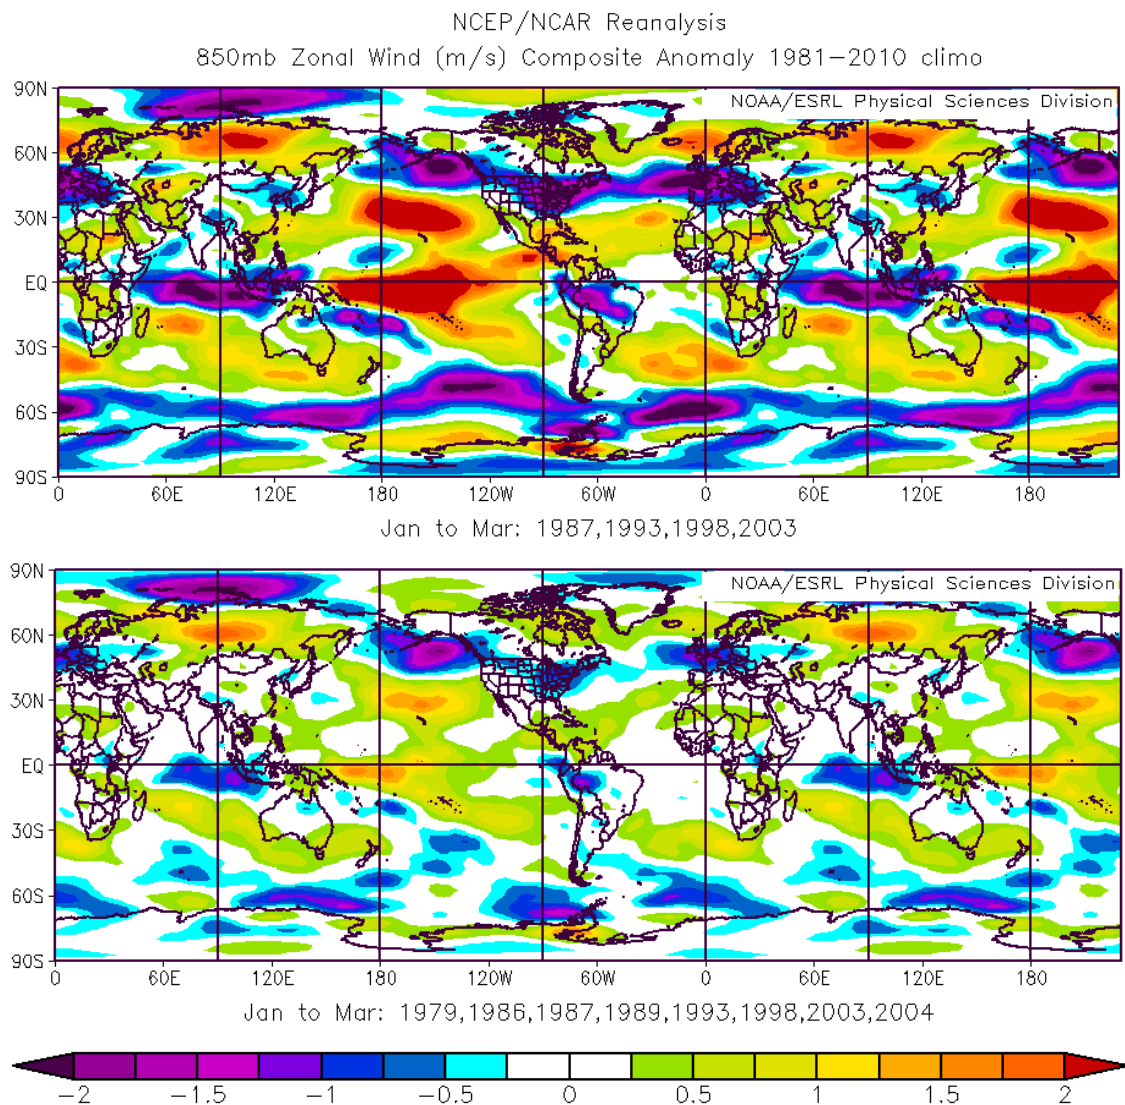 NCEP/NCAR Reanalysis
850mb Zonal Wind (m/s) Composite Anomaly 1981-2010 climo
NOAA/ESRL Physical Sciences Division
90N
60N
30N
EQ
30S
60S
90S
0 60E 120E 180 120W 60W 0 60E 120E 180
Jan to Mar: 1987,1993,1998,2003
NOAA/ESRL Physical Sciences Division
90N
60N
30N
EQ
30S
60S
90S
0 60E 120E 180 120W 60W 0 60E 120E 180
Jan to Mar: 1979,1986,1987,1989,1993,1998,2003,2004
-2 -1.5 -1 -0.5 0 0.5 1 1.5 2